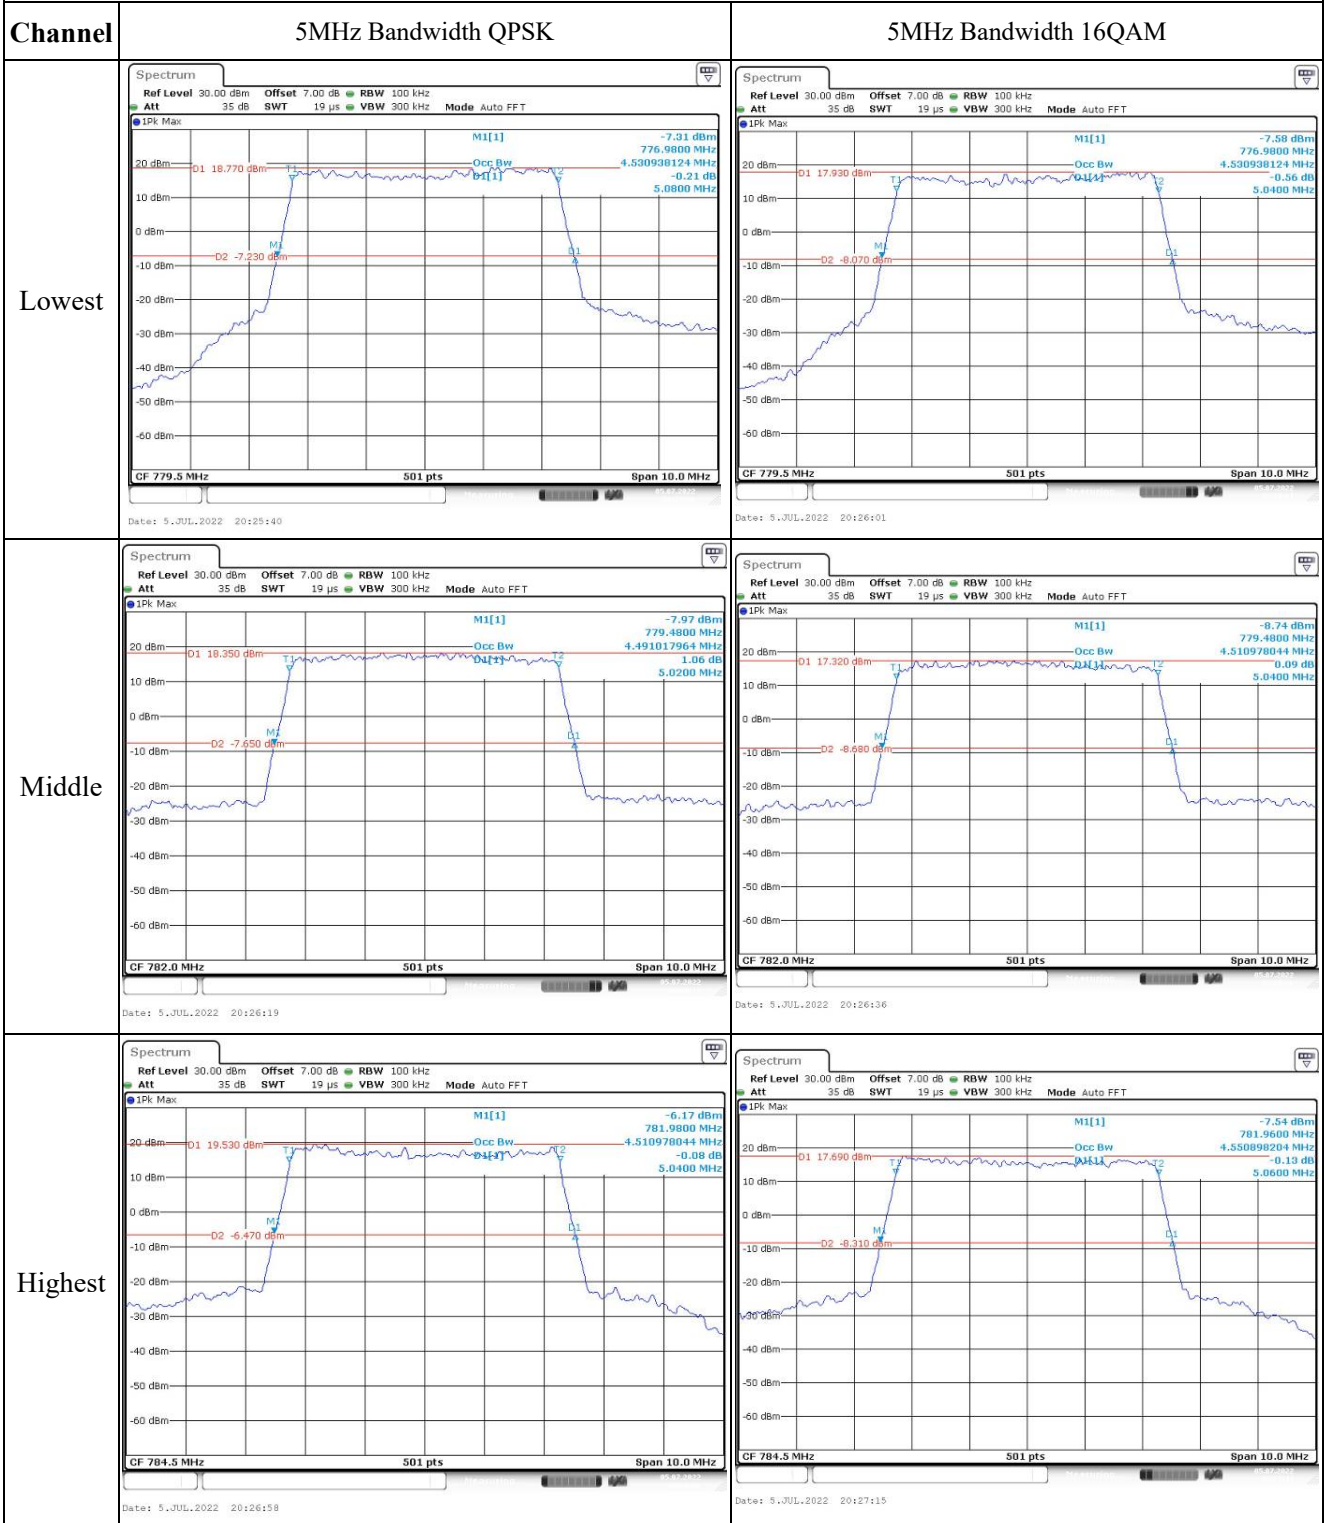 Channel 5MHz Bandwidth QPSK 5MHz Bandwidth 16QAM
Lowest
Spectrum
Ref Level 30.00 dBm Offset 7.00 dB RBW 100 kHz
Att 35 dB SWT 19 µs VBW 300 kHz Mode Auto FFT
1Pk Max
M1[1] -7.31 dBm
776.9800 MHz
Occ Bw 4.530938124 MHz
D1[1] -0.21 dB
5.0800 MHz
20 dBm
D1 18.770 dBm
T1
T2
10 dBm
0 dBm
M1
D1
D2 -7.230 dBm
-10 dBm
-20 dBm
-30 dBm
-40 dBm
-50 dBm
-60 dBm
CF 779.5 MHz 501 pts Span 10.0 MHz
Date: 5.JUL.2022 20:25:40
Spectrum
Ref Level 30.00 dBm Offset 7.00 dB RBW 100 kHz
Att 35 dB SWT 19 µs VBW 300 kHz Mode Auto FFT
1Pk Max
M1[1] -7.58 dBm
776.9800 MHz
Occ Bw 4.530938124 MHz
D1[1] -0.56 dB
5.0400 MHz
20 dBm
D1 17.930 dBm
T1
T2
10 dBm
0 dBm
M1
D1
D2 -8.070 dBm
-10 dBm
-20 dBm
-30 dBm
-40 dBm
-50 dBm
-60 dBm
CF 779.5 MHz 501 pts Span 10.0 MHz
Date: 5.JUL.2022 20:26:01
Middle
Spectrum
Ref Level 30.00 dBm Offset 7.00 dB RBW 100 kHz
Att 35 dB SWT 19 µs VBW 300 kHz Mode Auto FFT
1Pk Max
M1[1] -7.97 dBm
779.4800 MHz
Occ Bw 4.491017964 MHz
D1[1] 1.06 dB
5.0200 MHz
20 dBm
D1 18.350 dBm
T1
T2
10 dBm
0 dBm
M1
D1
D2 -7.650 dBm
-10 dBm
-20 dBm
-30 dBm
-40 dBm
-50 dBm
-60 dBm
CF 782.0 MHz 501 pts Span 10.0 MHz
Date: 5.JUL.2022 20:26:19
Spectrum
Ref Level 30.00 dBm Offset 7.00 dB RBW 100 kHz
Att 35 dB SWT 19 µs VBW 300 kHz Mode Auto FFT
1Pk Max
M1[1] -8.74 dBm
779.4800 MHz
Occ Bw 4.510978044 MHz
D1[1] 0.09 dB
5.0400 MHz
20 dBm
D1 17.320 dBm
T1
T2
10 dBm
0 dBm
M1
D1
D2 -8.680 dBm
-10 dBm
-20 dBm
-30 dBm
-40 dBm
-50 dBm
-60 dBm
CF 782.0 MHz 501 pts Span 10.0 MHz
Date: 5.JUL.2022 20:26:36
Highest
Spectrum
Ref Level 30.00 dBm Offset 7.00 dB RBW 100 kHz
Att 35 dB SWT 19 µs VBW 300 kHz Mode Auto FFT
1Pk Max
M1[1] -6.17 dBm
781.9800 MHz
Occ Bw 4.510978044 MHz
D1[1] -0.08 dB
5.0400 MHz
20 dBm
D1 19.530 dBm
T1
T2
10 dBm
0 dBm
M1
D1
D2 -6.470 dBm
-10 dBm
-20 dBm
-30 dBm
-40 dBm
-50 dBm
-60 dBm
CF 784.5 MHz 501 pts Span 10.0 MHz
Date: 5.JUL.2022 20:26:58
Spectrum
Ref Level 30.00 dBm Offset 7.00 dB RBW 100 kHz
Att 35 dB SWT 19 µs VBW 300 kHz Mode Auto FFT
1Pk Max
M1[1] -7.54 dBm
781.9600 MHz
Occ Bw 4.550898204 MHz
D1[1] -0.13 dB
5.0600 MHz
20 dBm
D1 17.690 dBm
T1
T2
10 dBm
0 dBm
M1
D1
D2 -8.310 dBm
-10 dBm
-20 dBm
-30 dBm
-40 dBm
-50 dBm
-60 dBm
CF 784.5 MHz 501 pts Span 10.0 MHz
Date: 5.JUL.2022 20:27:15